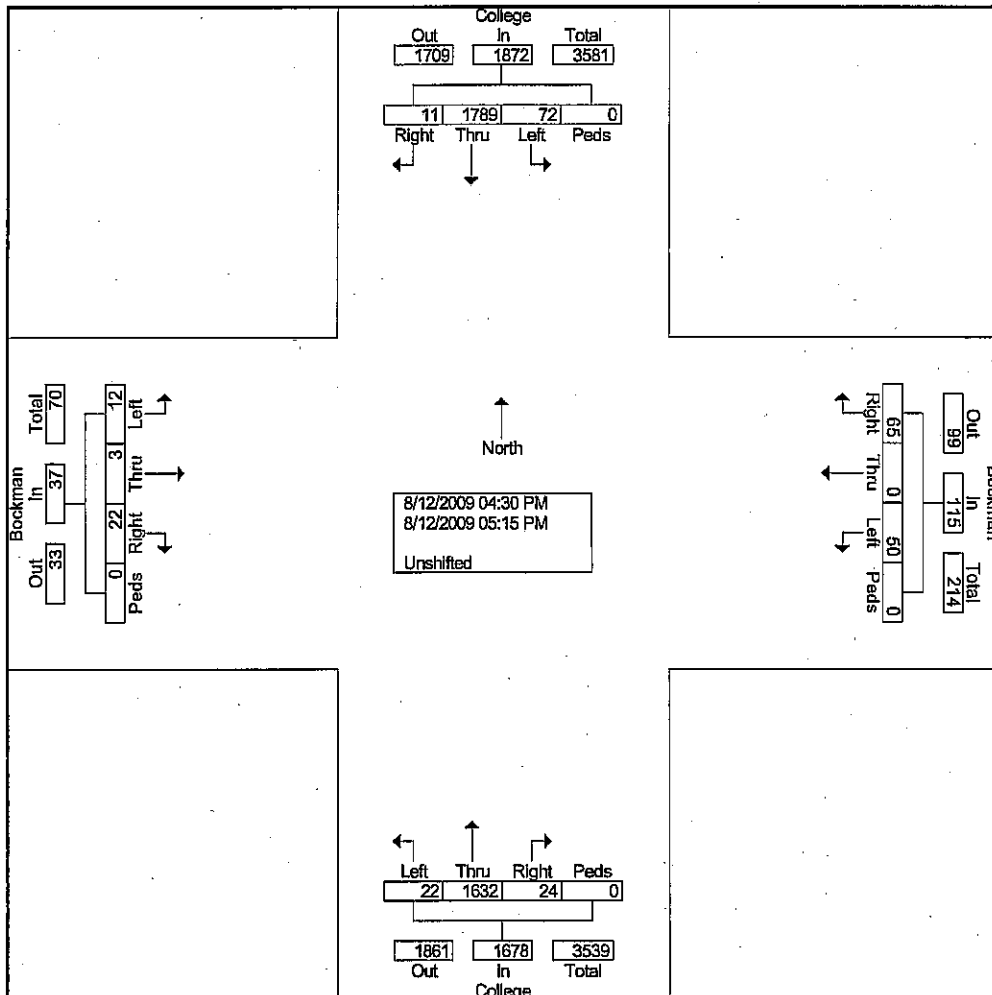 College
Out In Total
1709 1872 3581
11 1789 72 0
Right Thru Left Peds
Bockman
Total In Out
70 37 33
12 3 22 0
Left Thru Right Peds
North
8/12/2009 04:30 PM
8/12/2009 05:15 PM
Unshifted
Right Thru Left Peds
65 0 50 0
Out In Total
99 115 214
Left Thru Right Peds
22 1632 24 0
1861 1678 3539
Out In Total
College